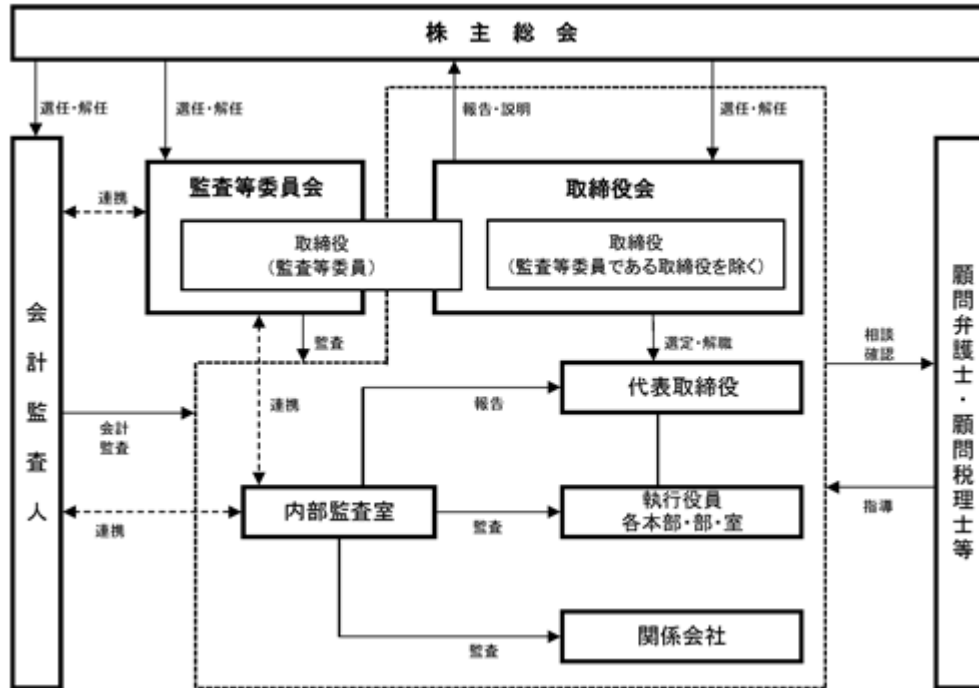 株主総会
選任・解任
選任・解任
報告・説明
選任・解任
監査等委員会
取締役会
連携
取締役
(監査等委員)
取締役
(監査等委員である取締役を除く)
会計監査人
顧問弁護士・顧問税理士等
監査
選定・解職
相談
確認
代表取締役
連携
報告
会計
監査
内部監査室
執行役員
各本部・部・室
連携
監査
指導
関係会社
監査